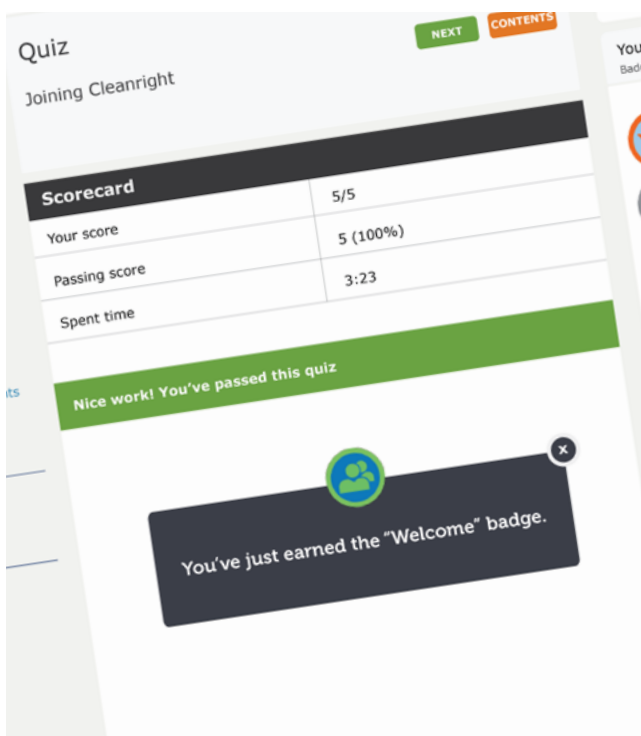 Quiz
NEXT
CONTENTS
Joining Cleanright
Scorecard
Your score
5/5
Passing score
5 (100%)
Spent time
3:23
Nice work! You've passed this quiz
You've just earned the “Welcome” badge.
x